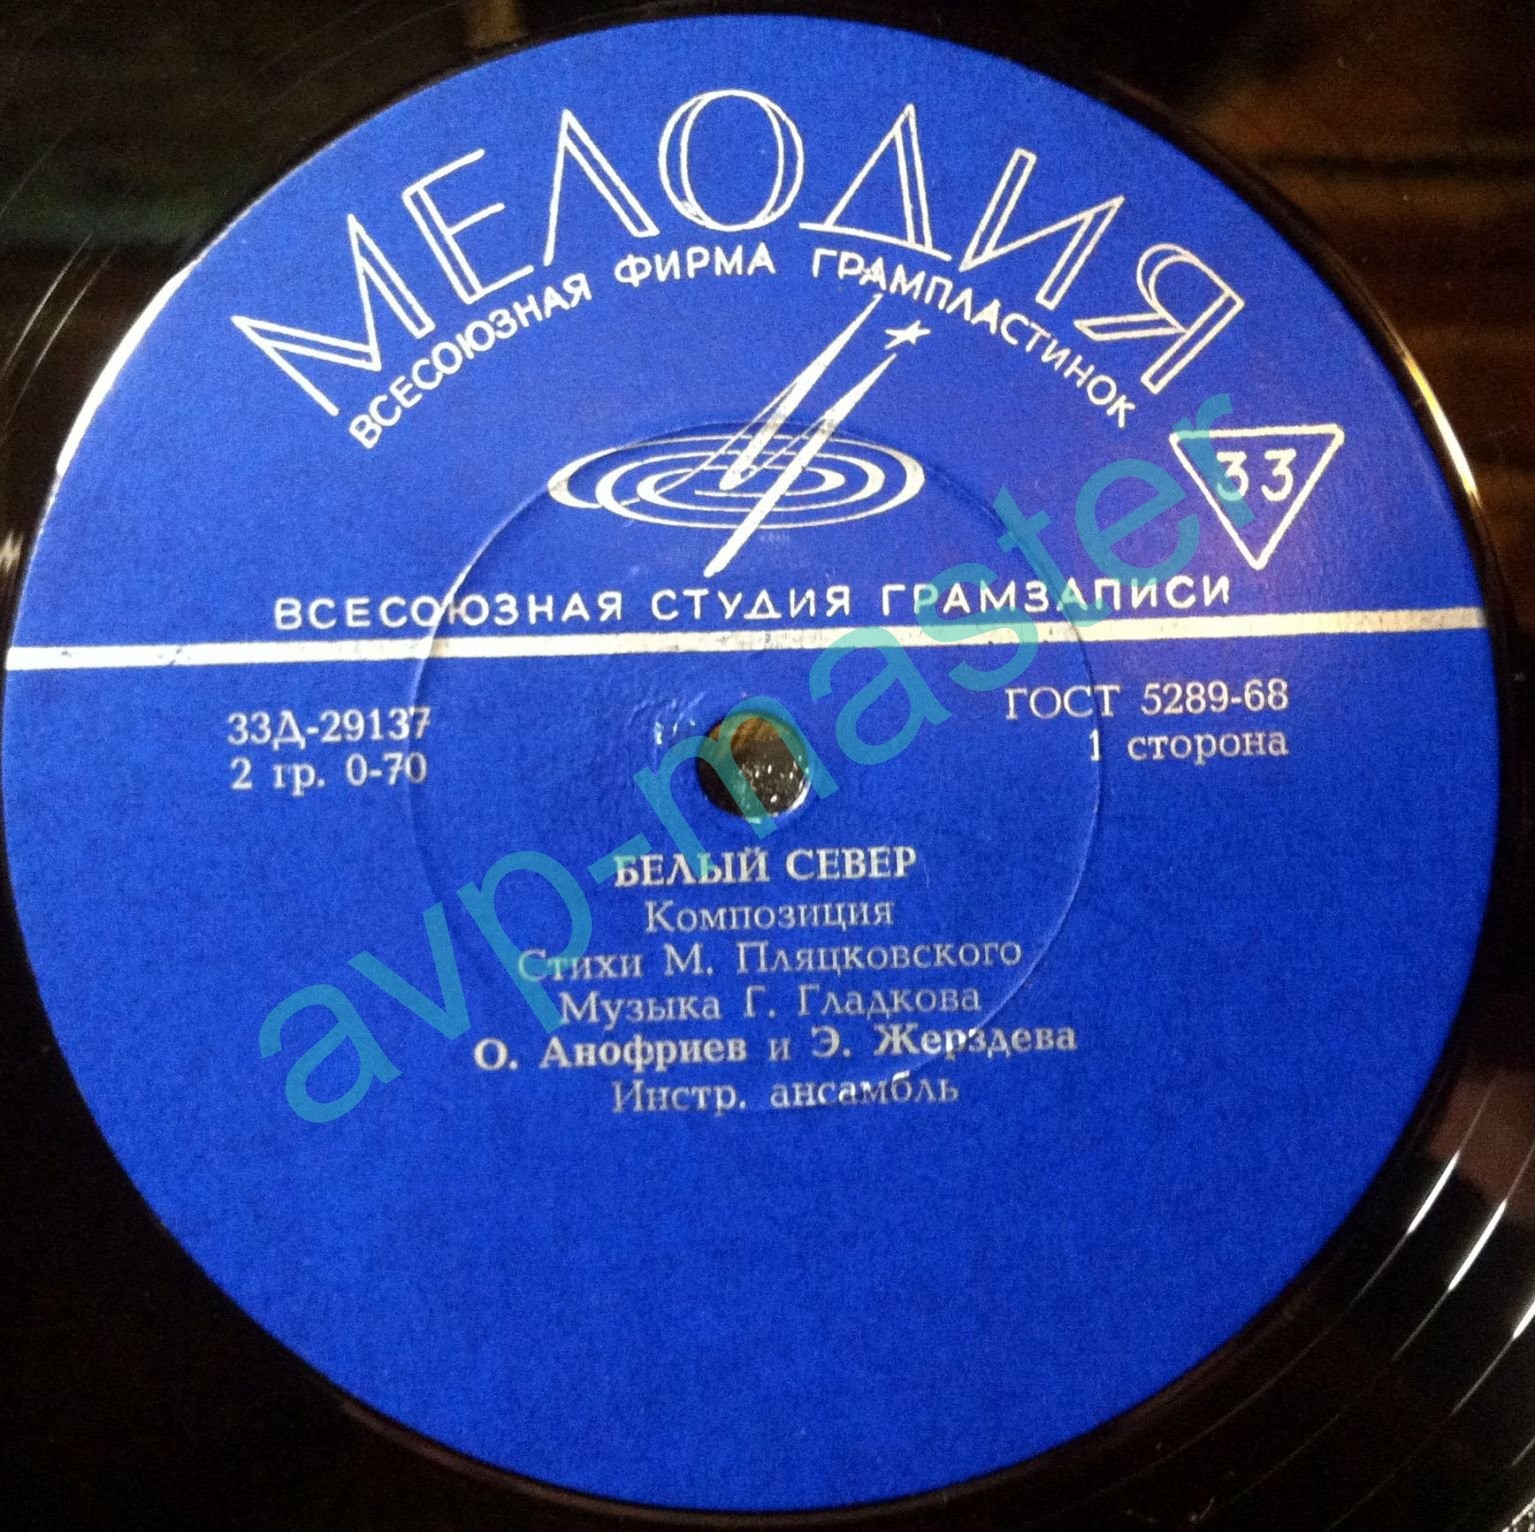 МЕЛОДИЯ
ВСЕСОЮЗНАЯ ФИРМА ГРАМПЛАСТИНОК
33
ВСЕСОЮЗНАЯ СТУДИЯ ГРАМЗАПИСИ
33Д-29137
2 гр. 0-70
ГОСТ 5289-68
1 сторона
БЕЛЫЙ СЕВЕР
Композиция
Стихи М. Пляцковского
Музыка Г. Гладкова
О. Анофриев и Э. Жерздева
Инстр. ансамбль
avp-master